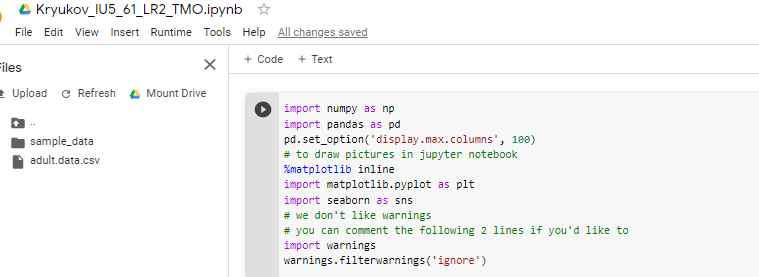 Kryukov_IU5_61_LR2_TMO.ipynb
File Edit View Insert Runtime Tools Help All changes saved
Files
+ Code + Text
Upload Refresh Mount Drive
..
sample_data
adult.data.csv
import numpy as np
import pandas as pd
pd.set_option('display.max.columns', 100)
# to draw pictures in jupyter notebook
%matplotlib inline
import matplotlib.pyplot as plt
import seaborn as sns
# we don't like warnings
# you can comment the following 2 lines if you'd like to
import warnings
warnings.filterwarnings('ignore')